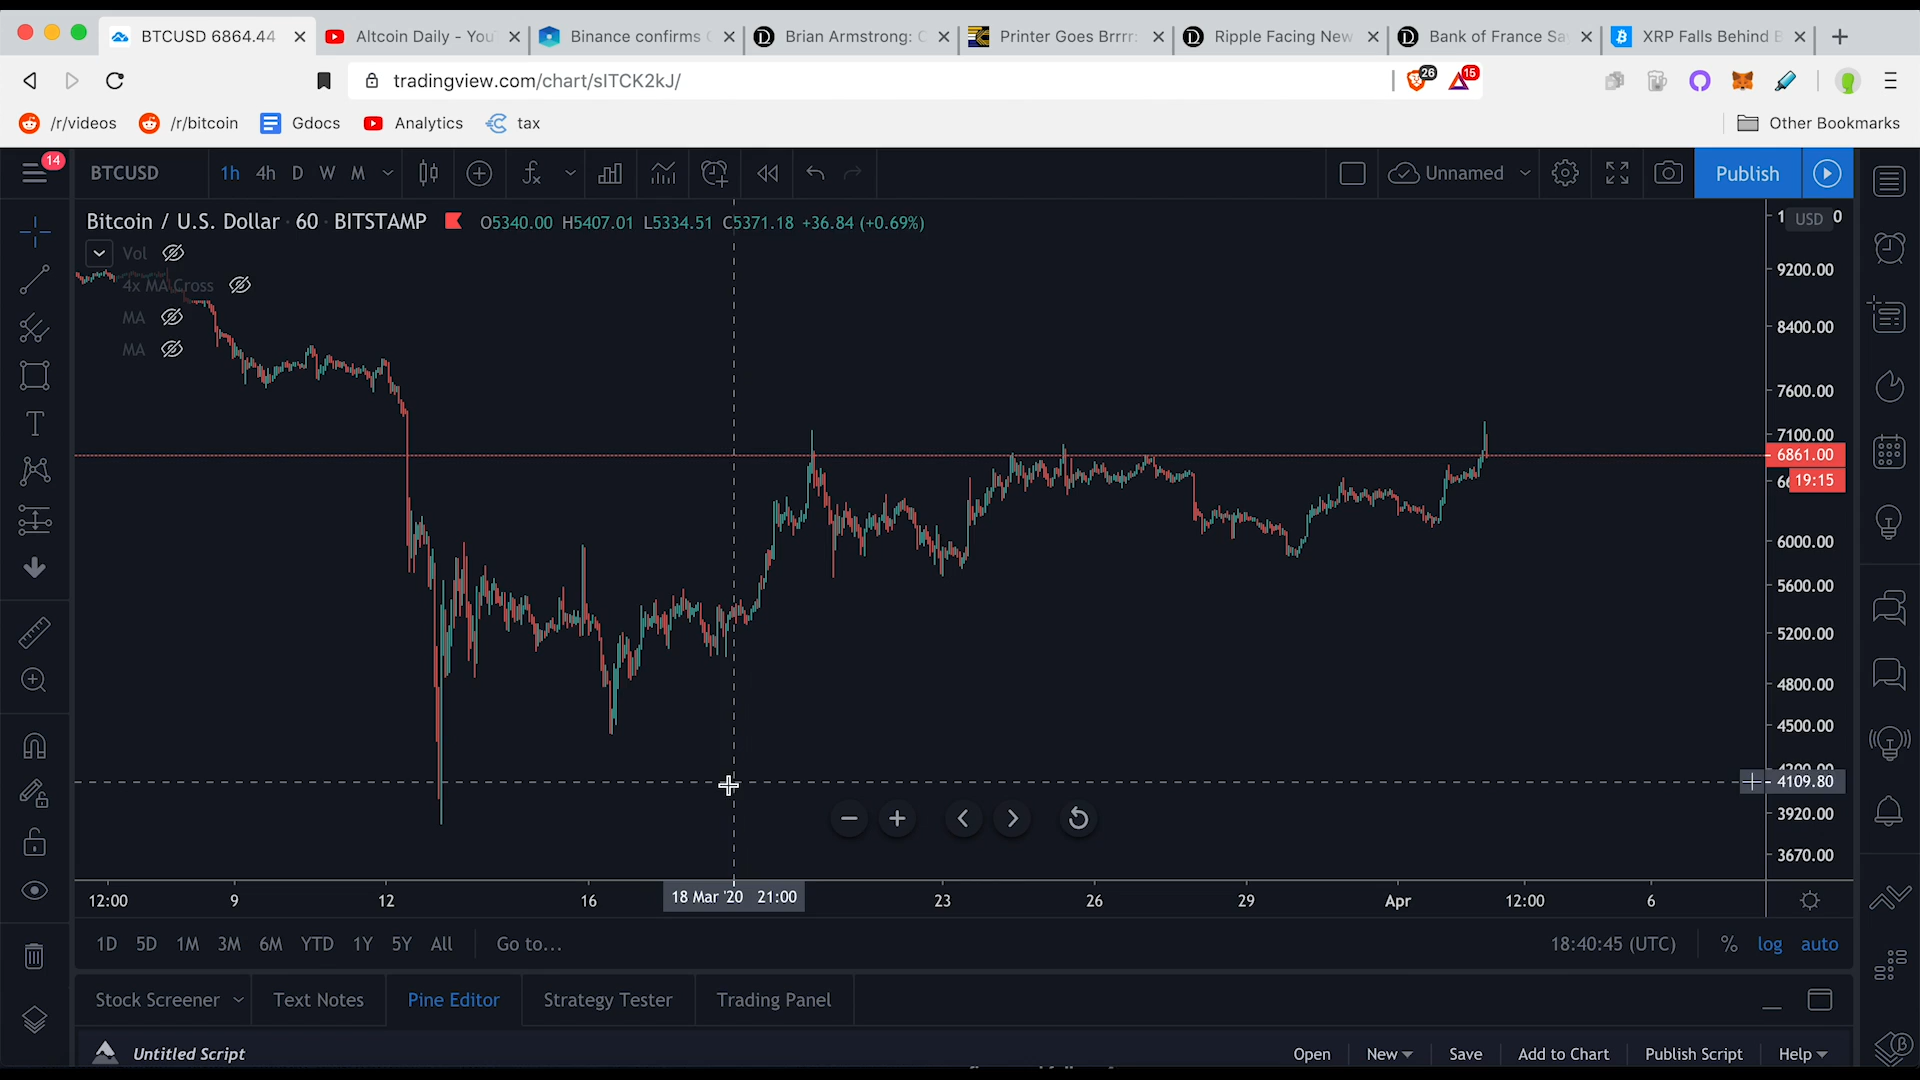 BTCUSD 6864.44
Altcoin Daily - You
Binance confirms
Brian Armstrong: C
Printer Goes Brrrr:
Ripple Facing New
Bank of France Sa
XRP Falls Behind B
tradingview.com/chart/sITCK2kJ/
26
15
/r/videos
/r/bitcoin
Gdocs
Analytics
tax
Other Bookmarks
14
BTCUSD
1h 4h D W M
Unnamed
Publish
Bitcoin / U.S. Dollar · 60 · BITSTAMP
O5340.00 H5407.01 L5334.51 C5371.18 +36.84 (+0.69%)
USD
Vol
4x MA Cross
MA
MA
9200.00
8400.00
7600.00
7100.00
6861.00
19:15
6000.00
5600.00
5200.00
4800.00
4500.00
4200.00
4109.80
3920.00
3670.00
12:00 9 12 16 18 Mar '20 21:00 23 26 29 Apr 12:00 6
1D 5D 1M 3M 6M YTD 1Y 5Y All Go to...
18:40:45 (UTC) % log auto
Stock Screener Text Notes Pine Editor Strategy Tester Trading Panel
Untitled Script
Open New Save Add to Chart Publish Script Help